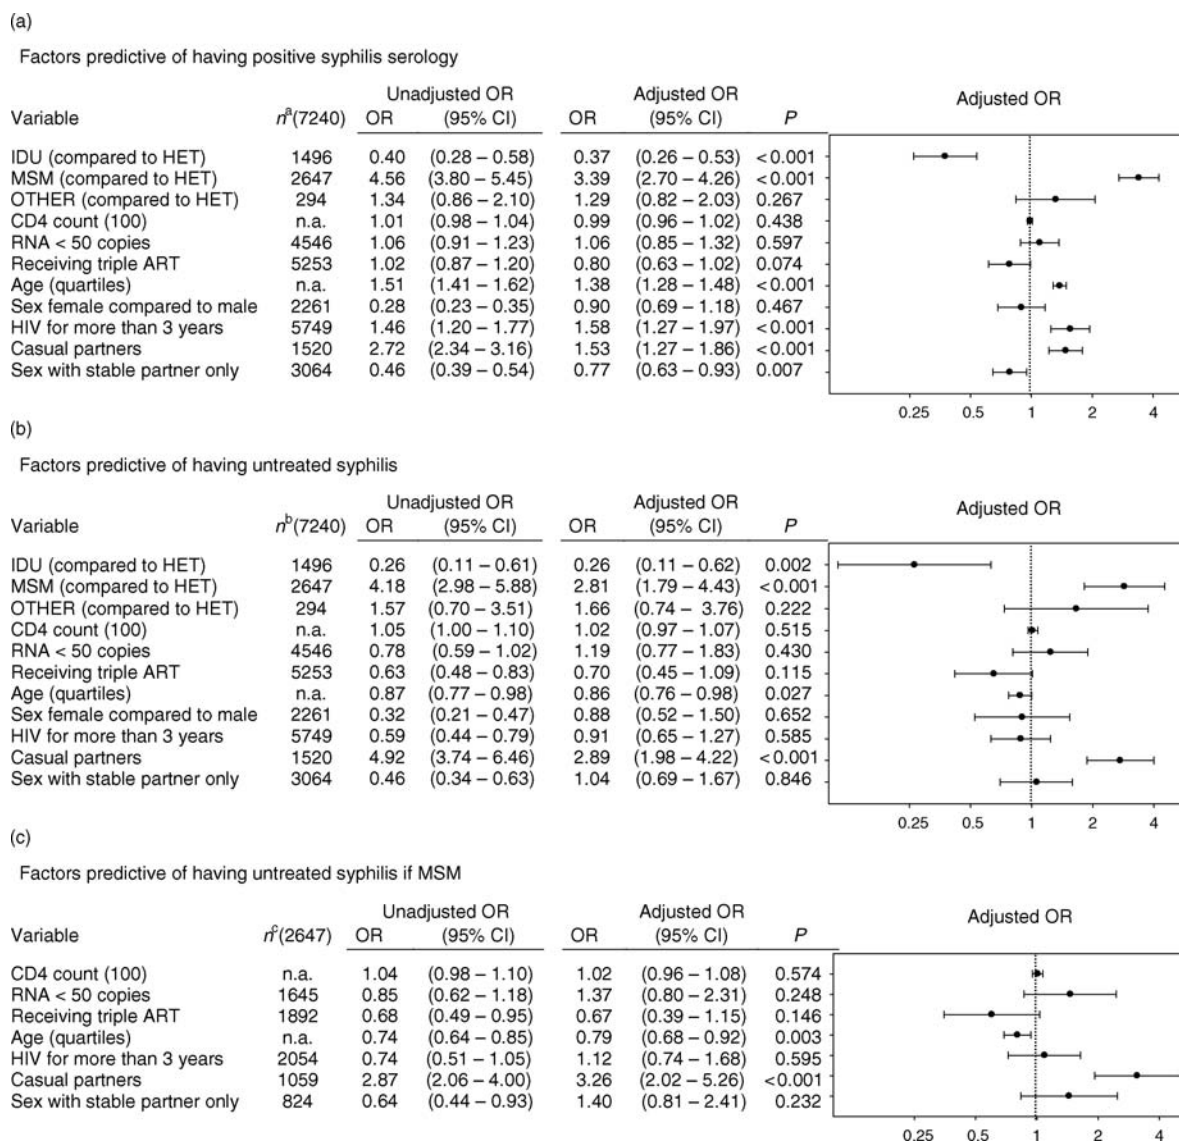 (a)
Factors predictive of having positive syphilis serology
Unadjusted OR Adjusted OR Adjusted OR
Variable nᵃ(7240) OR (95% CI) OR (95% CI) P
IDU (compared to HET) 1496 0.40 (0.28 – 0.58) 0.37 (0.26 – 0.53) <0.001
MSM (compared to HET) 2647 4.56 (3.80 – 5.45) 3.39 (2.70 – 4.26) <0.001
OTHER (compared to HET) 294 1.34 (0.86 – 2.10) 1.29 (0.82 – 2.03) 0.267
CD4 count (100) n.a. 1.01 (0.98 – 1.04) 0.99 (0.96 – 1.02) 0.438
RNA < 50 copies 4546 1.06 (0.91 – 1.23) 1.06 (0.85 – 1.32) 0.597
Receiving triple ART 5253 1.02 (0.87 – 1.20) 0.80 (0.63 – 1.02) 0.074
Age (quartiles) n.a. 1.51 (1.41 – 1.62) 1.38 (1.28 – 1.48) <0.001
Sex female compared to male 2261 0.28 (0.23 – 0.35) 0.90 (0.69 – 1.18) 0.467
HIV for more than 3 years 5749 1.46 (1.20 – 1.77) 1.58 (1.27 – 1.97) <0.001
Casual partners 1520 2.72 (2.34 – 3.16) 1.53 (1.27 – 1.86) <0.001
Sex with stable partner only 3064 0.46 (0.39 – 0.54) 0.77 (0.63 – 0.93) 0.007
0.25 0.5 1 2 4
(b)
Factors predictive of having untreated syphilis
Unadjusted OR Adjusted OR Adjusted OR
Variable nᵇ(7240) OR (95% CI) OR (95% CI) P
IDU (compared to HET) 1496 0.26 (0.11 – 0.61) 0.26 (0.11 – 0.62) 0.002
MSM (compared to HET) 2647 4.18 (2.98 – 5.88) 2.81 (1.79 – 4.43) <0.001
OTHER (compared to HET) 294 1.57 (0.70 – 3.51) 1.66 (0.74 – 3.76) 0.222
CD4 count (100) n.a. 1.05 (1.00 – 1.10) 1.02 (0.97 – 1.07) 0.515
RNA < 50 copies 4546 0.78 (0.59 – 1.02) 1.19 (0.77 – 1.83) 0.430
Receiving triple ART 5253 0.63 (0.48 – 0.83) 0.70 (0.45 – 1.09) 0.115
Age (quartiles) n.a. 0.87 (0.77 – 0.98) 0.86 (0.76 – 0.98) 0.027
Sex female compared to male 2261 0.32 (0.21 – 0.47) 0.88 (0.52 – 1.50) 0.652
HIV for more than 3 years 5749 0.59 (0.44 – 0.79) 0.91 (0.65 – 1.27) 0.585
Casual partners 1520 4.92 (3.74 – 6.46) 2.89 (1.98 – 4.22) <0.001
Sex with stable partner only 3064 0.46 (0.34 – 0.63) 1.04 (0.69 – 1.67) 0.846
0.25 0.5 1 2 4
(c)
Factors predictive of having untreated syphilis if MSM
Unadjusted OR Adjusted OR Adjusted OR
Variable nᶜ(2647) OR (95% CI) OR (95% CI) P
CD4 count (100) n.a. 1.04 (0.98 – 1.10) 1.02 (0.96 – 1.08) 0.574
RNA < 50 copies 1645 0.85 (0.62 – 1.18) 1.37 (0.80 – 2.31) 0.248
Receiving triple ART 1892 0.68 (0.49 – 0.95) 0.67 (0.39 – 1.15) 0.146
Age (quartiles) n.a. 0.74 (0.64 – 0.85) 0.79 (0.68 – 0.92) 0.003
HIV for more than 3 years 2054 0.74 (0.51 – 1.05) 1.12 (0.74 – 1.68) 0.595
Casual partners 1059 2.87 (2.06 – 4.00) 3.26 (2.02 – 5.26) <0.001
Sex with stable partner only 824 0.64 (0.44 – 0.93) 1.40 (0.81 – 2.41) 0.232
0.25 0.5 1 2 4